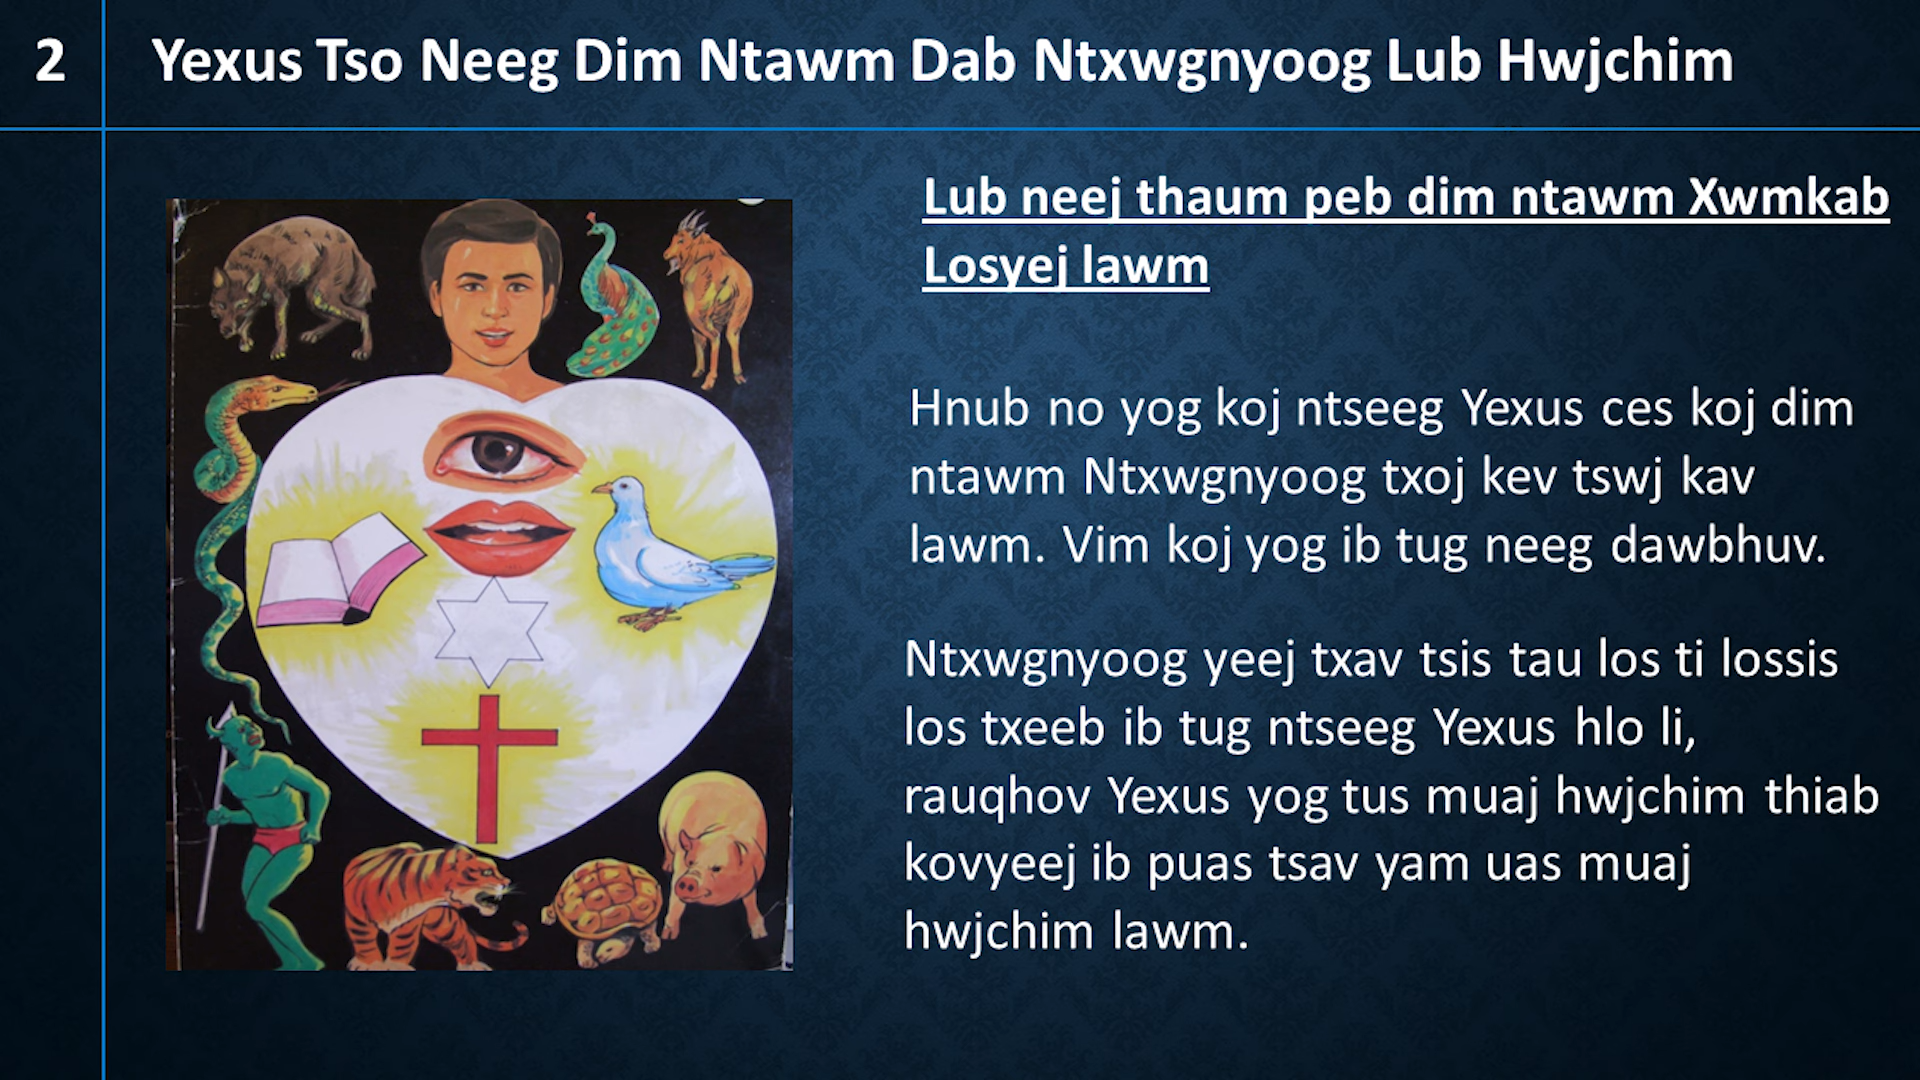 2
Yexus Tso Neeg Dim Ntawm Dab Ntxwgnyoog Lub Hwjchim
Lub neej thaum peb dim ntawm Xwmkab
Losyej lawm
Hnub no yog koj ntseeg Yexus ces koj dim
ntawm Ntxwgnyoog txoj kev tswj kav
lawm. Vim koj yog ib tug neeg dawbhuv.
Ntxwgnyoog yeej txav tsis tau los ti lossis
los txeeb ib tug ntseeg Yexus hlo li,
rauqhov Yexus yog tus muaj hwjchim thiab
kovyeej ib puas tsav yam uas muaj
hwjchim lawm.